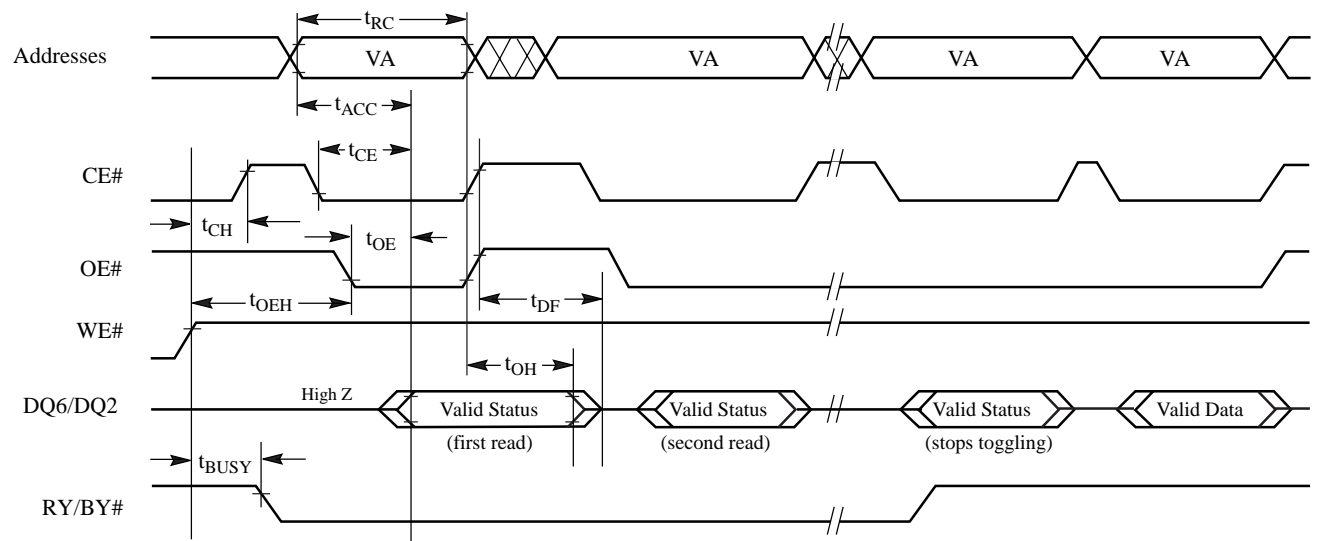 tRC
Addresses VA VA VA VA
tACC
tCE
CE#
tCH
tOE
OE#
tOEH tDF
WE#
tOH
High Z
DQ6/DQ2 Valid Status Valid Status Valid Status Valid Data
(first read) (second read) (stops toggling)
tBUSY
RY/BY#